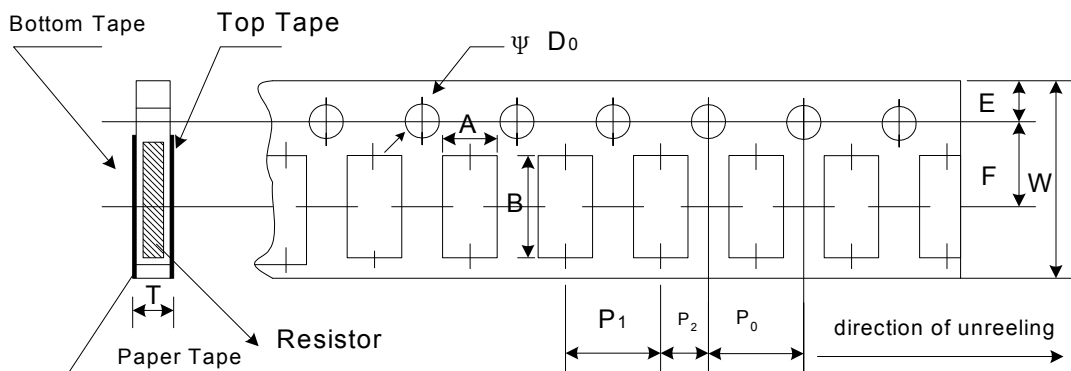 Bottom Tape
Top Tape
Ψ D0
A
E
F
W
B
T
P1
P2
P0
direction of unreeling
Resistor
Paper Tape